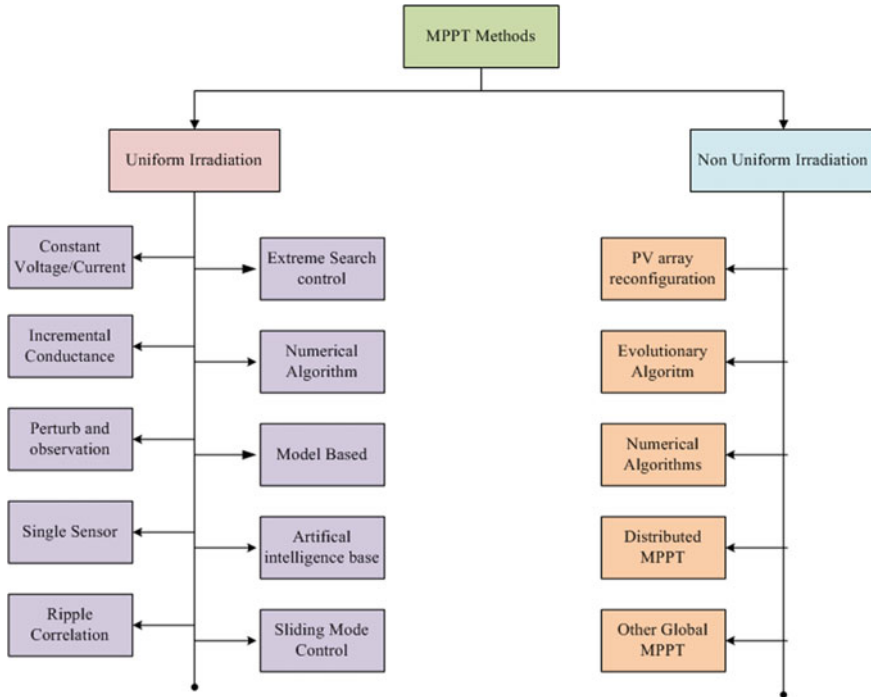 MPPT Methods
Uniform Irradiation
Non Uniform Irradiation
Constant
Voltage/Current
Incremental
Conductance
Perturb and
observation
Single Sensor
Ripple
Correlation
Extreme Search
control
Numerical
Algorithm
Model Based
Artifical
intelligence base
Sliding Mode
Control
PV array
reconfiguration
Evolutionary
Algoritm
Numerical
Algorithms
Distributed
MPPT
Other Global
MPPT